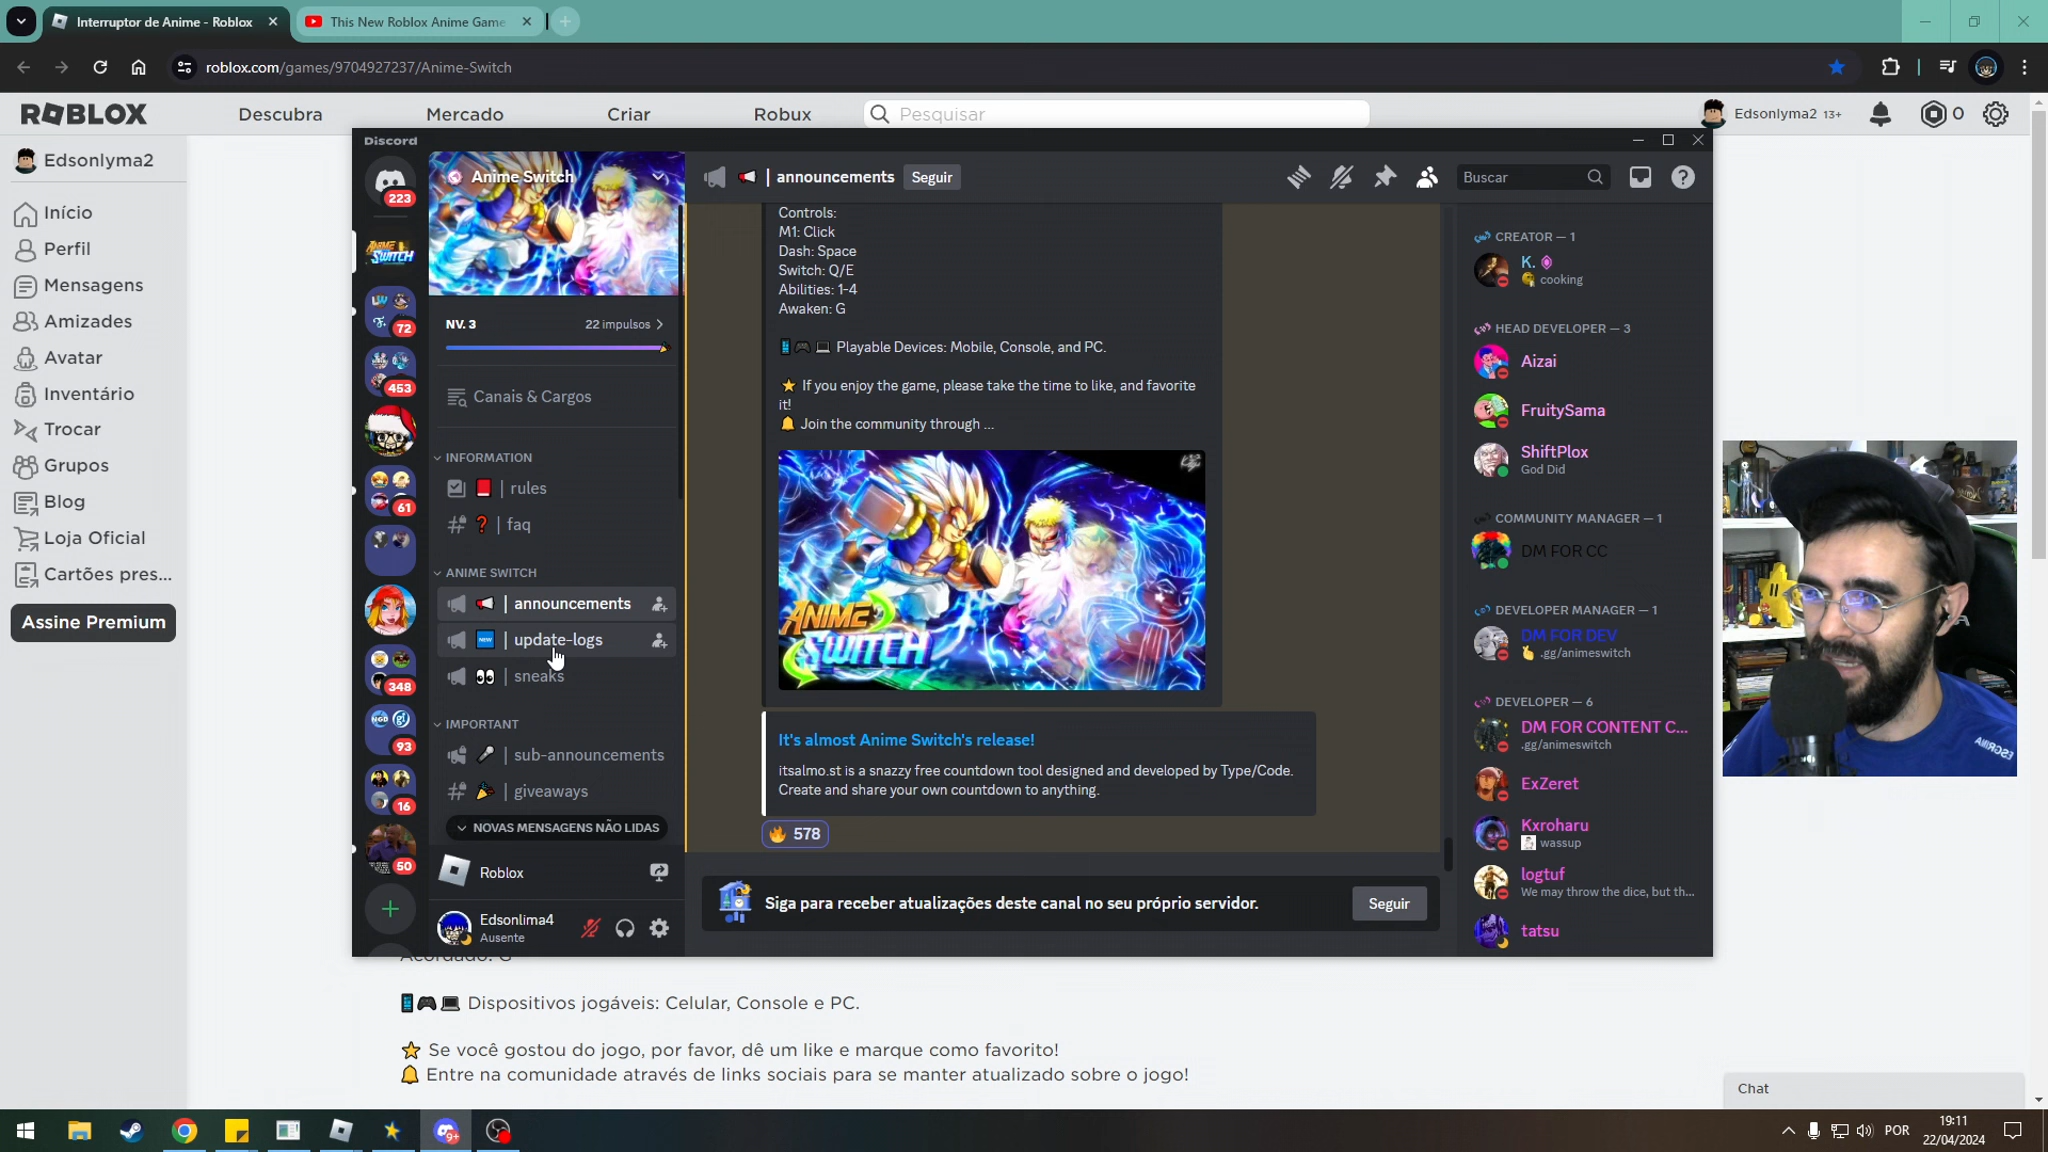 Interruptor de Anime - Roblox
This New Roblox Anime Game
roblox.com/games/9704927237/Anime-Switch
ROBLOX
Descubra
Mercado
Criar
Robux
Pesquisar
Edsonlyma2 13+
0
Edsonlyma2
Início
Perfil
Mensagens
Amizades
Avatar
Inventário
Trocar
Grupos
Blog
Loja Oficial
Cartões pres...
Assine Premium
Discord
223
ANIME SWITCH
72
453
61
348
93
16
50
Anime Switch
NV. 3
22 impulsos
Canais & Cargos
INFORMATION
| rules
| faq
ANIME SWITCH
| announcements
NEW | update-logs
| sneaks
IMPORTANT
| sub-announcements
| giveaways
NOVAS MENSAGENS NÃO LIDAS
Roblox
Edsonlima4
Ausente
| announcements
Seguir
Buscar
Controls:
M1: Click
Dash: Space
Switch: Q/E
Abilities: 1-4
Awaken: G
Playable Devices: Mobile, Console, and PC.
If you enjoy the game, please take the time to like, and favorite
it!
Join the community through ...
ANIME
SWITCH
It's almost Anime Switch's release!
itsalmo.st is a snazzy free countdown tool designed and developed by Type/Code.
Create and share your own countdown to anything.
578
Siga para receber atualizações deste canal no seu próprio servidor.
Seguir
CREATOR — 1
K.
cooking
HEAD DEVELOPER — 3
Aizai
FruitySama
ShiftPlox
God Did
COMMUNITY MANAGER — 1
DM FOR CC
DEVELOPER MANAGER — 1
DM FOR DEV
.gg/animeswitch
DEVELOPER — 6
DM FOR CONTENT C...
.gg/animeswitch
ExZeret
Kxroharu
wassup
logtuf
We may throw the dice, but th...
tatsu
Acordado: G
Dispositivos jogáveis: Celular, Console e PC.
Se você gostou do jogo, por favor, dê um like e marque como favorito!
Entre na comunidade através de links sociais para se manter atualizado sobre o jogo!
Chat
9+
POR
19:11
22/04/2024